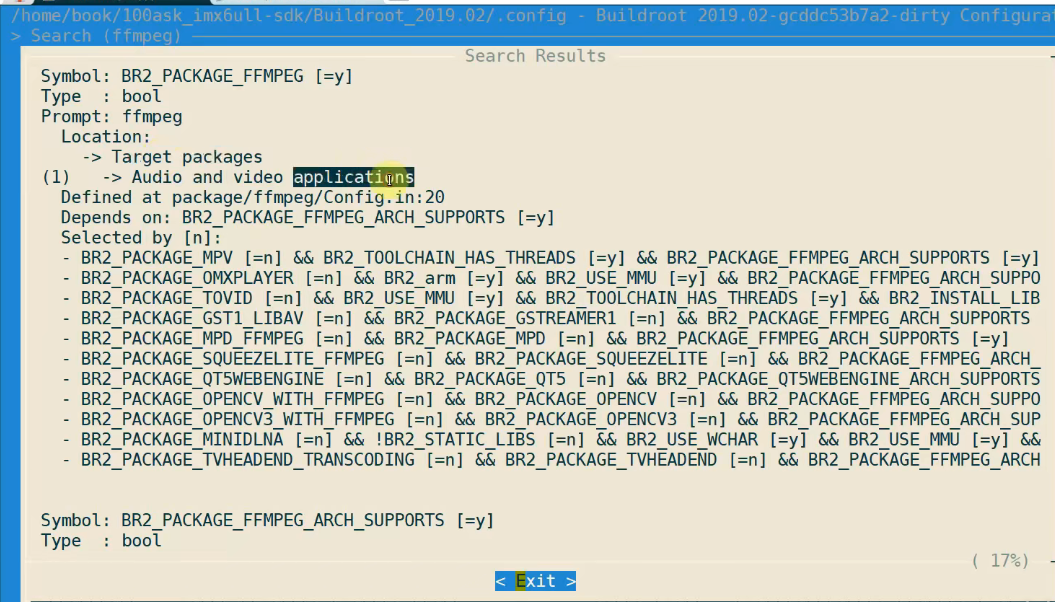 /home/book/100ask_imx6ull-sdk/Buildroot_2019.02/.config - Buildroot 2019.02-gcddc53b7a2-dirty Configura
> Search (ffmpeg)
Search Results
Symbol: BR2_PACKAGE_FFMPEG [=y]
Type  : bool
Prompt: ffmpeg
Location:
-> Target packages
(1)   -> Audio and video applications
Defined at package/ffmpeg/Config.in:20
Depends on: BR2_PACKAGE_FFMPEG_ARCH_SUPPORTS [=y]
Selected by [n]:
- BR2_PACKAGE_MPV [=n] && BR2_TOOLCHAIN_HAS_THREADS [=y] && BR2_PACKAGE_FFMPEG_ARCH_SUPPORTS [=y]
- BR2_PACKAGE_OMXPLAYER [=n] && BR2_arm [=y] && BR2_USE_MMU [=y] && BR2_PACKAGE_FFMPEG_ARCH_SUPPO
- BR2_PACKAGE_TOVID [=n] && BR2_USE_MMU [=y] && BR2_TOOLCHAIN_HAS_THREADS [=y] && BR2_INSTALL_LIB
- BR2_PACKAGE_GST1_LIBAV [=n] && BR2_PACKAGE_GSTREAMER1 [=n] && BR2_PACKAGE_FFMPEG_ARCH_SUPPORTS
- BR2_PACKAGE_MPD_FFMPEG [=n] && BR2_PACKAGE_MPD [=n] && BR2_PACKAGE_FFMPEG_ARCH_SUPPORTS [=y]
- BR2_PACKAGE_SQUEEZELITE_FFMPEG [=n] && BR2_PACKAGE_SQUEEZELITE [=n] && BR2_PACKAGE_FFMPEG_ARCH_
- BR2_PACKAGE_QT5WEBENGINE [=n] && BR2_PACKAGE_QT5 [=n] && BR2_PACKAGE_QT5WEBENGINE_ARCH_SUPPORTS
- BR2_PACKAGE_OPENCV_WITH_FFMPEG [=n] && BR2_PACKAGE_OPENCV [=n] && BR2_PACKAGE_FFMPEG_ARCH_SUPPO
- BR2_PACKAGE_OPENCV3_WITH_FFMPEG [=n] && BR2_PACKAGE_OPENCV3 [=n] && BR2_PACKAGE_FFMPEG_ARCH_SUP
- BR2_PACKAGE_MINIDLNA [=n] && !BR2_STATIC_LIBS [=n] && BR2_USE_WCHAR [=y] && BR2_USE_MMU [=y] &&
- BR2_PACKAGE_TVHEADEND_TRANSCODING [=n] && BR2_PACKAGE_TVHEADEND [=n] && BR2_PACKAGE_FFMPEG_ARCH
Symbol: BR2_PACKAGE_FFMPEG_ARCH_SUPPORTS [=y]
Type  : bool
( 17%)
< Exit >